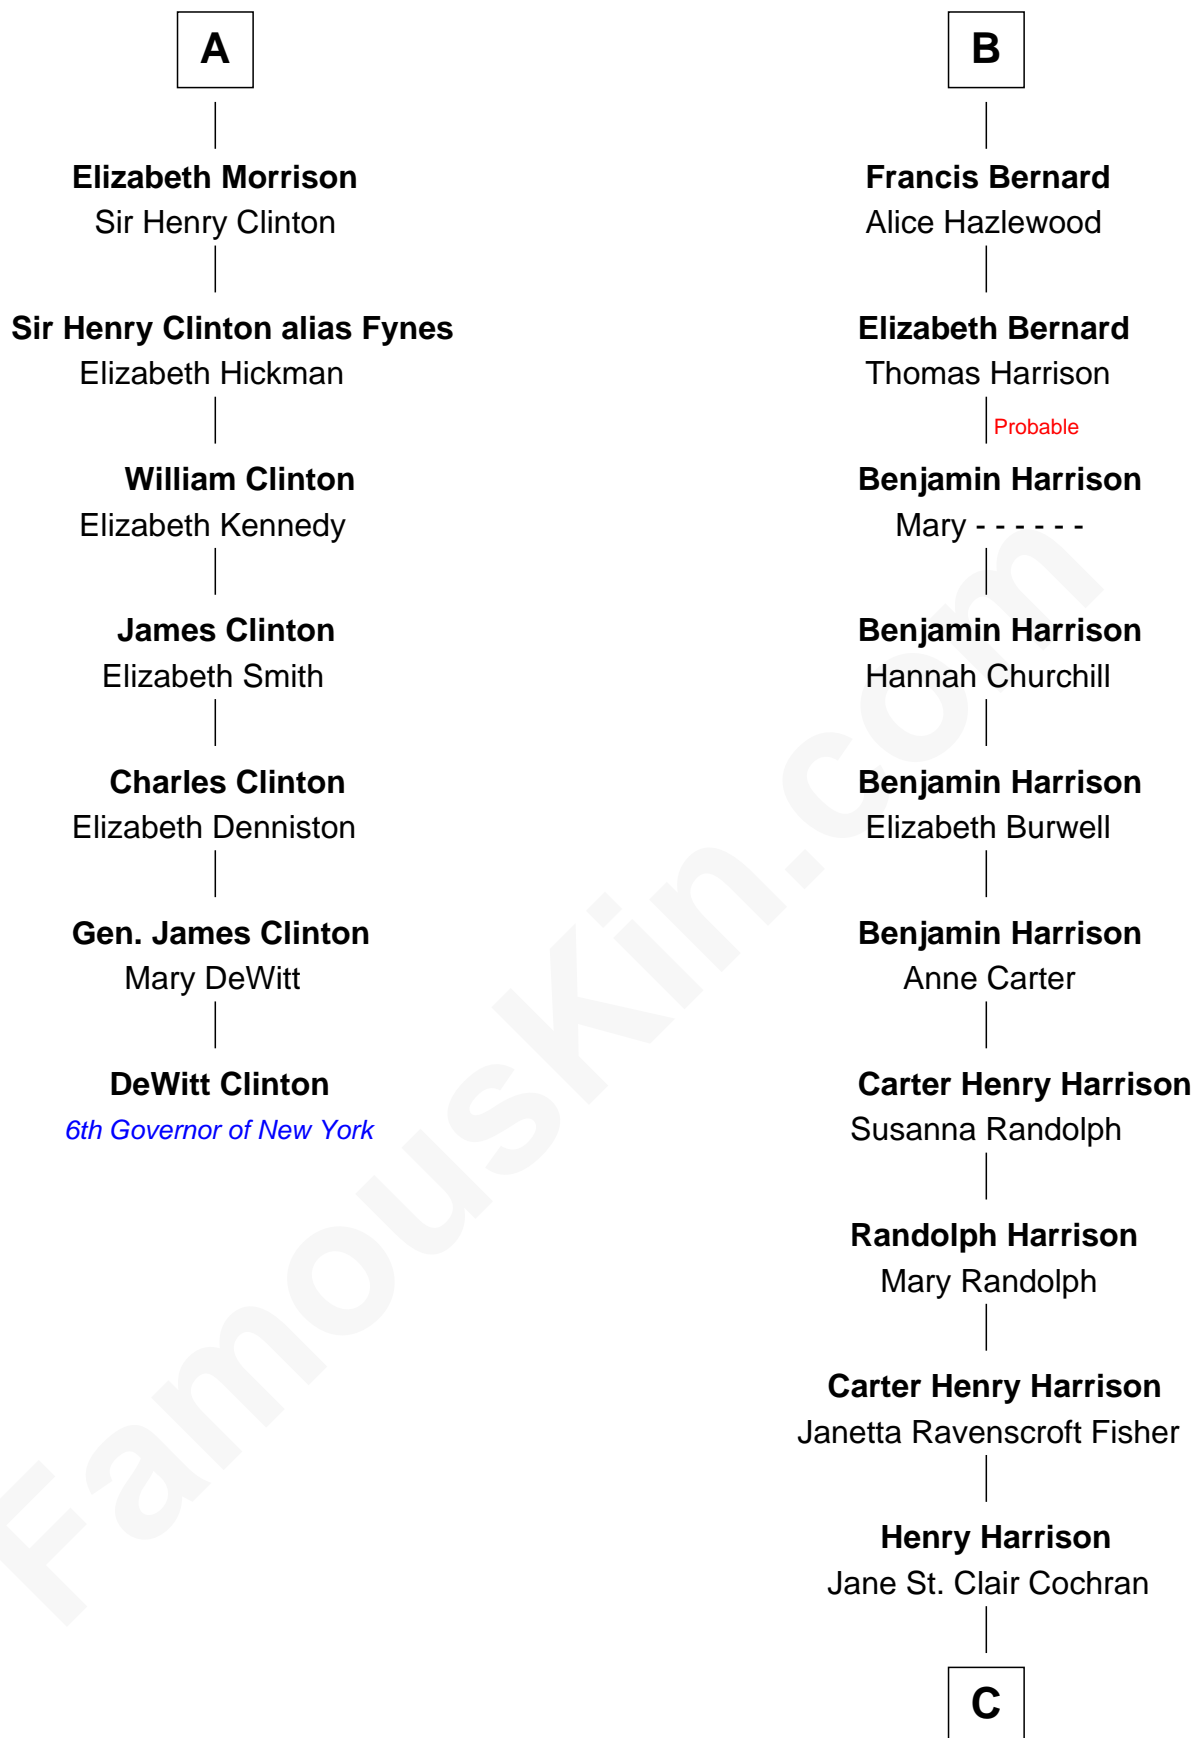 A
Elizabeth Morrison
Sir Henry Clinton
Sir Henry Clinton alias Fynes
Elizabeth Hickman
William Clinton
Elizabeth Kennedy
James Clinton
Elizabeth Smith
Charles Clinton
Elizabeth Denniston
Gen. James Clinton
Mary DeWitt
DeWitt Clinton
6th Governor of New York
B
Francis Bernard
Alice Hazlewood
Elizabeth Bernard
Thomas Harrison
Probable
Benjamin Harrison
Mary - - - - - -
Benjamin Harrison
Hannah Churchill
Benjamin Harrison
Elizabeth Burwell
Benjamin Harrison
Anne Carter
Carter Henry Harrison
Susanna Randolph
Randolph Harrison
Mary Randolph
Carter Henry Harrison
Janetta Ravenscroft Fisher
Henry Harrison
Jane St. Clair Cochran
C
FamousKin.com